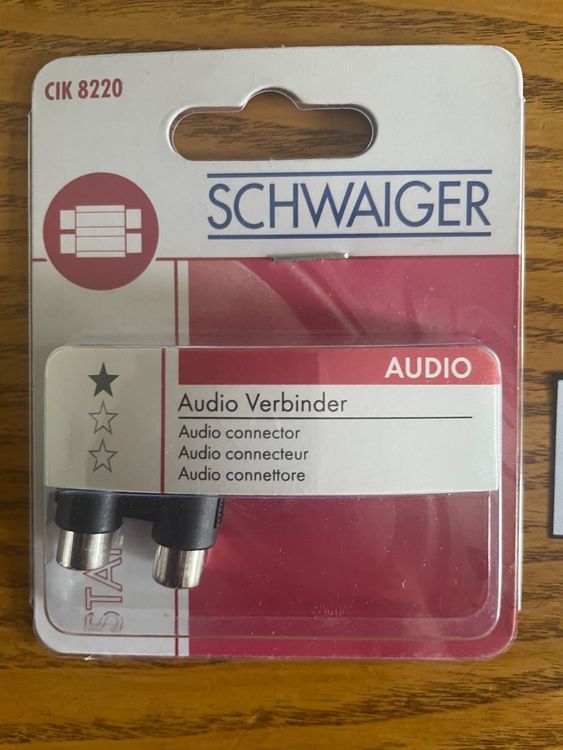 CIK 8220
SCHWAIGER
AUDIO
Audio Verbinder
Audio connector
Audio connecteur
Audio connettore